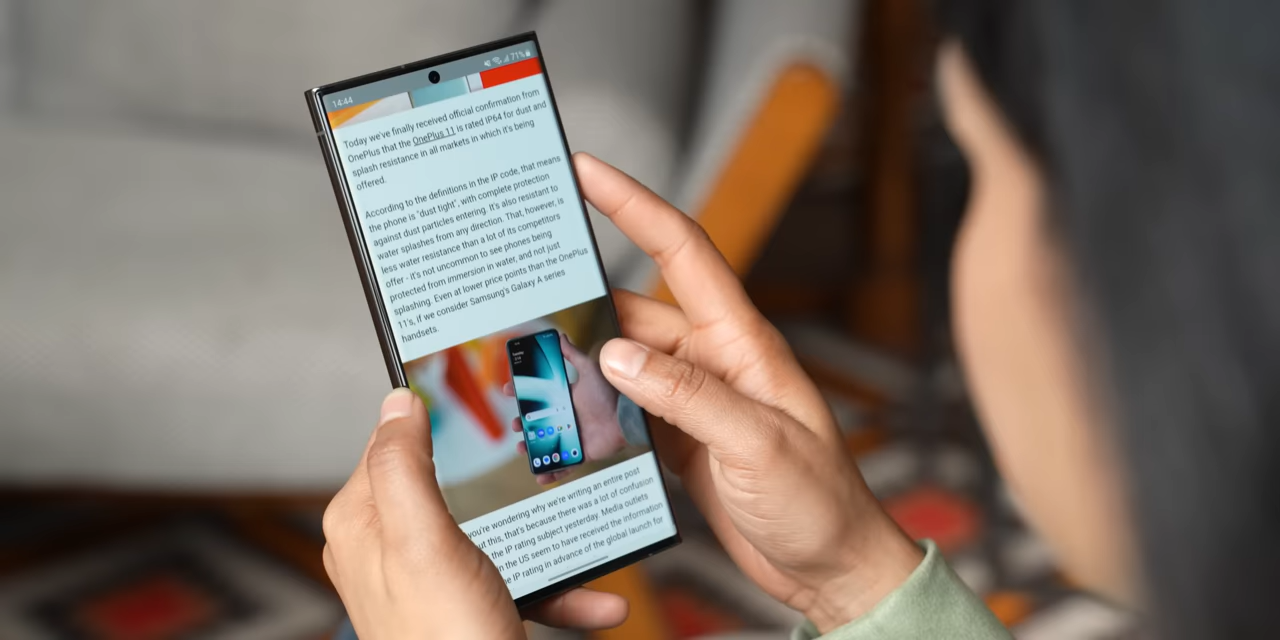 14:44
71%
Today we've finally received official confirmation from
OnePlus that the OnePlus 11 is rated IP64 for dust and
splash resistance in all markets in which it's being
offered.
According to the definitions in the IP code, that means
the phone is "dust tight", with complete protection
against dust particles entering. It's also resistant to
water splashes from any direction. That, however, is
less water resistance than a lot of its competitors
offer - it's not uncommon to see phones being
protected from immersion in water, and not just
splashing. Even at lower price points than the OnePlus
11's, if we consider Samsung's Galaxy A series
handsets.
you're wondering why we're writing an entire post
ut this, that's because there was a lot of confusion
the IP rating subject yesterday. Media outlets
n the US seem to have received the information
e IP rating in advance of the global launch for